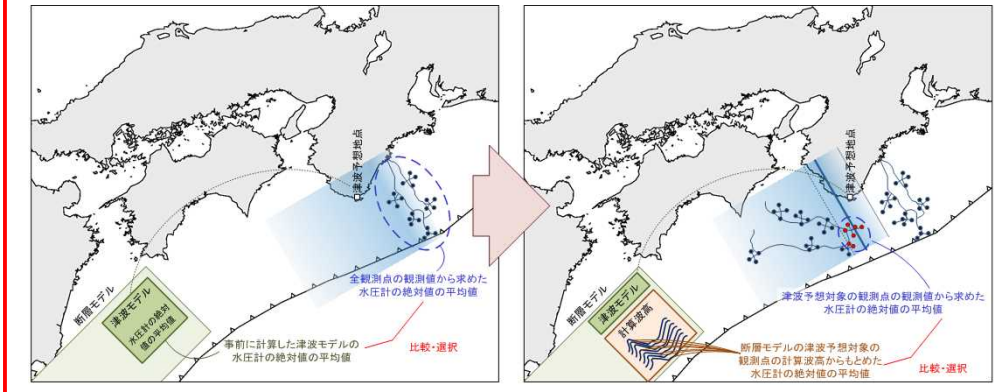 津波予想地点
全観測点の観測値から求めた
水圧計の絶対値の平均値
断層モデル
津波モデル
水圧計の絶対
値の平均値
事前に計算した津波モデルの
水圧計の絶対値の平均値
比較・選択
津波予想地点
津波予想対象の観測点の観測値から求めた
水圧計の絶対値の平均値
断層モデル
津波モデル
計算波高
断層モデルの津波予想対象の
観測点の計算波高からもとめた
水圧計の絶対値の平均値
比較・選択